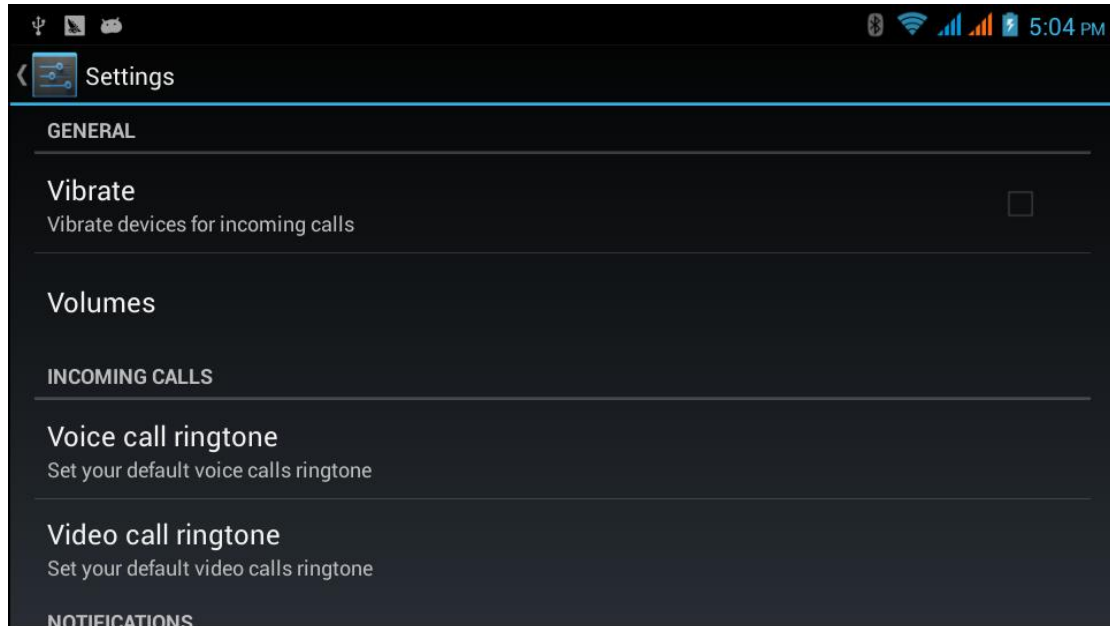 5:04 PM
Settings
GENERAL
Vibrate
Vibrate devices for incoming calls
Volumes
INCOMING CALLS
Voice call ringtone
Set your default voice calls ringtone
Video call ringtone
Set your default video calls ringtone
NOTIFICATIONS